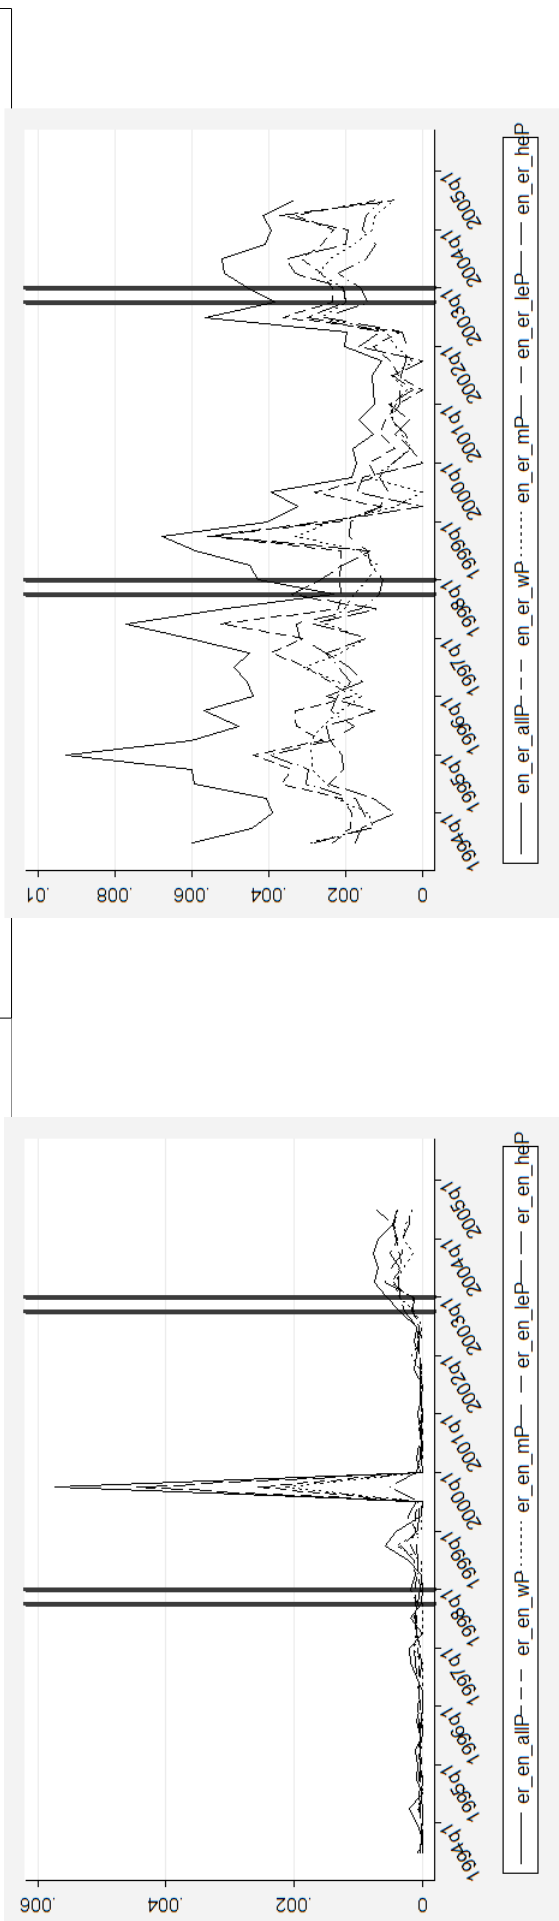 0 .002 .004 .006 .008 .01
1994q1 1995q1 1996q1 1997q1 1998q1 1999q1 2000q1 2001q1 2002q1 2003q1 2004q1 2005q1
en_er_allP en_er_wP en_er_mP en_er_leP en_er_heP
0 .002 .004 .006
1994q1 1995q1 1996q1 1997q1 1998q1 1999q1 2000q1 2001q1 2002q1 2003q1 2004q1 2005q1
er_en_allP er_en_wP er_en_mP er_en_leP er_en_heP